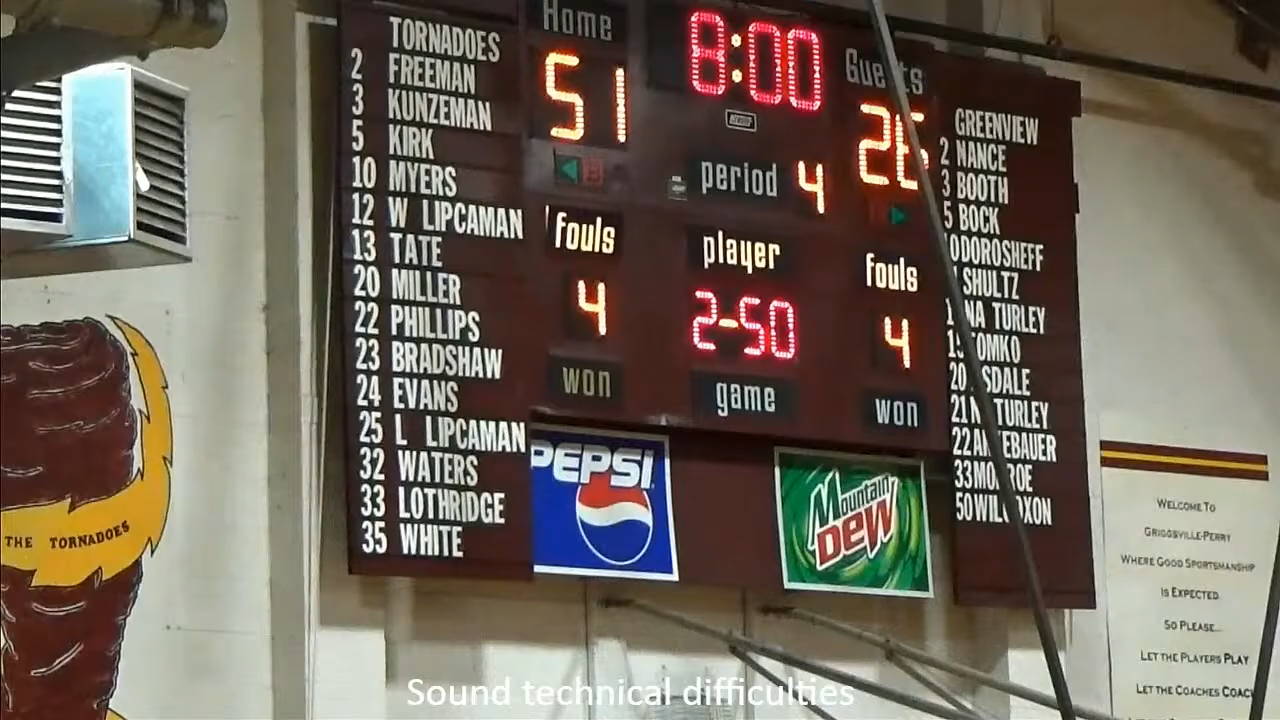 TORNADOES
2 FREEMAN
3 KUNZEMAN
5 KIRK
10 MYERS
12 W LIPCAMAN
13 TATE
20 MILLER
22 PHILLIPS
23 BRADSHAW
24 EVANS
25 L LIPCAMAN
32 WATERS
33 LOTHRIDGE
35 WHITE
Home
51
8:00
Guests
26
B
period 4
fouls
4
won
player
2-50
game
fouls
4
won
GREENVIEW
2 NANCE
3 BOOTH
5 BOCK
ODOROSHEFF
SHULTZ
NA TURLEY
TOMKO
20
21 TURLEY
22
33 MONROE
50 WILCOXON
PEPSI
Mountain
DEW
THE TORNADOES
WELCOME TO
GRIGGSVILLE-PERRY
WHERE GOOD SPORTSMANSHIP
IS EXPECTED
SO PLEASE...
LET THE PLAYERS PLAY
LET THE COACHES COACH
Sound technical difficulties